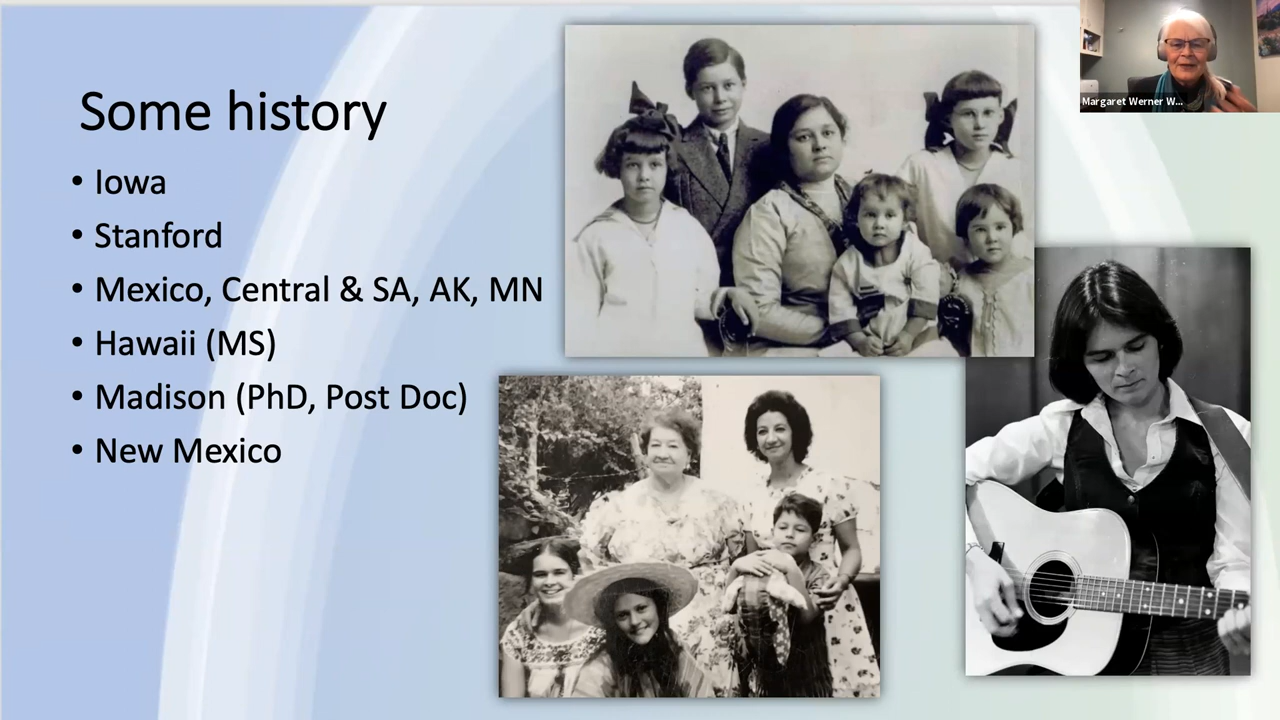 Some history
• Iowa
• Stanford
• Mexico, Central & SA, AK, MN
• Hawaii (MS)
• Madison (PhD, Post Doc)
• New Mexico
Margaret Werner W...